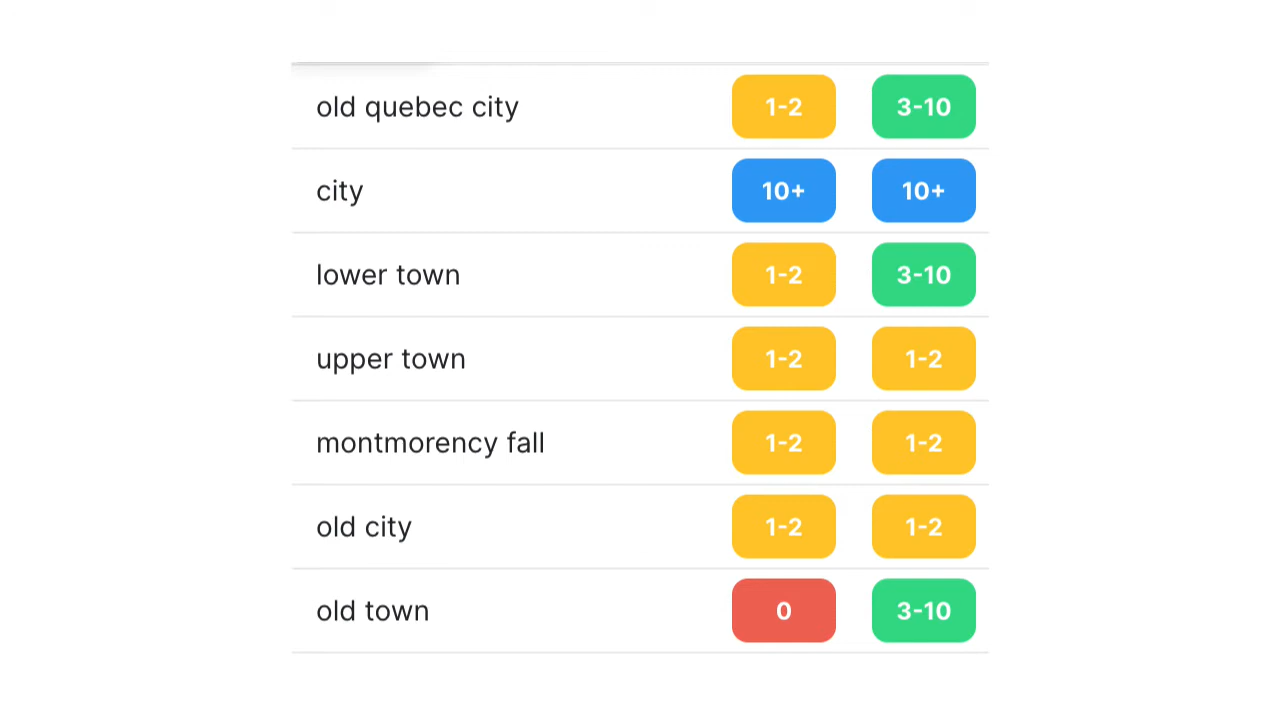 old quebec city 1-2 3-10
city 10+ 10+
lower town 1-2 3-10
upper town 1-2 1-2
montmorency fall 1-2 1-2
old city 1-2 1-2
old town 0 3-10